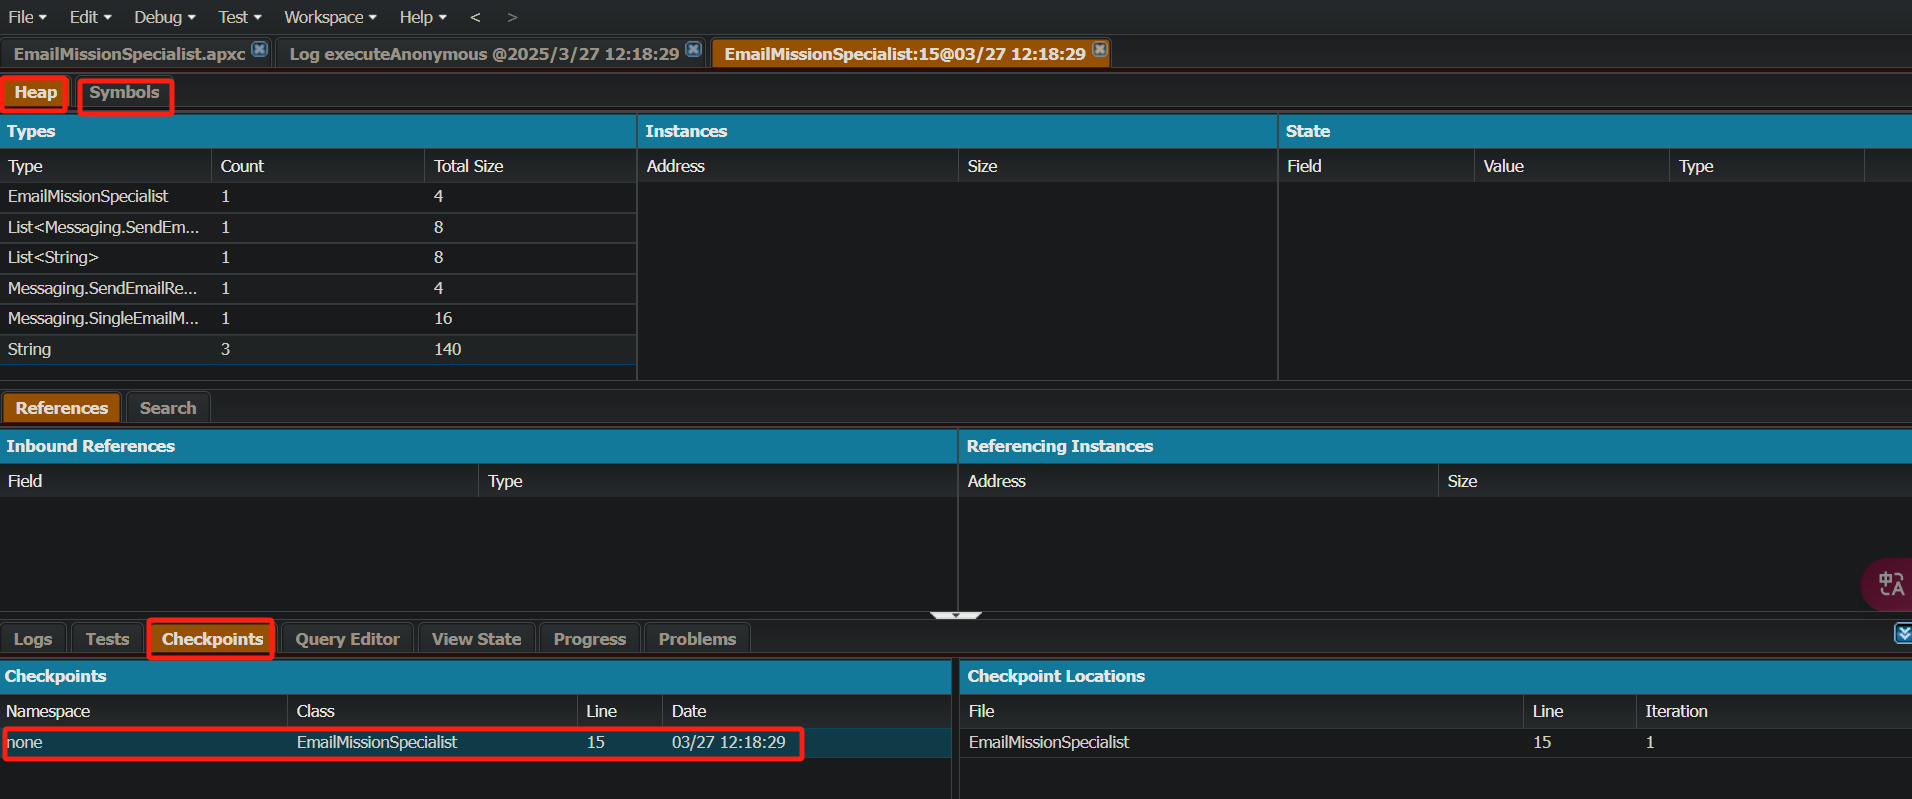 File Edit Debug Test Workspace Help < >
EmailMissionSpecialist.apxc Log executeAnonymous @2025/3/27 12:18:29 EmailMissionSpecialist:15@03/27 12:18:29
Heap Symbols
Types Instances State
Type Count Total Size Address Size Field Value Type
EmailMissionSpecialist 1 4
List<Messaging.SendEm... 1 8
List<String> 1 8
Messaging.SendEmailRe... 1 4
Messaging.SingleEmailM... 1 16
String 3 140
References Search
Inbound References Referencing Instances
Field Type Address Size
中A
Logs Tests Checkpoints Query Editor View State Progress Problems
Checkpoints Checkpoint Locations
Namespace Class Line Date File Line Iteration
none EmailMissionSpecialist 15 03/27 12:18:29 EmailMissionSpecialist 15 1